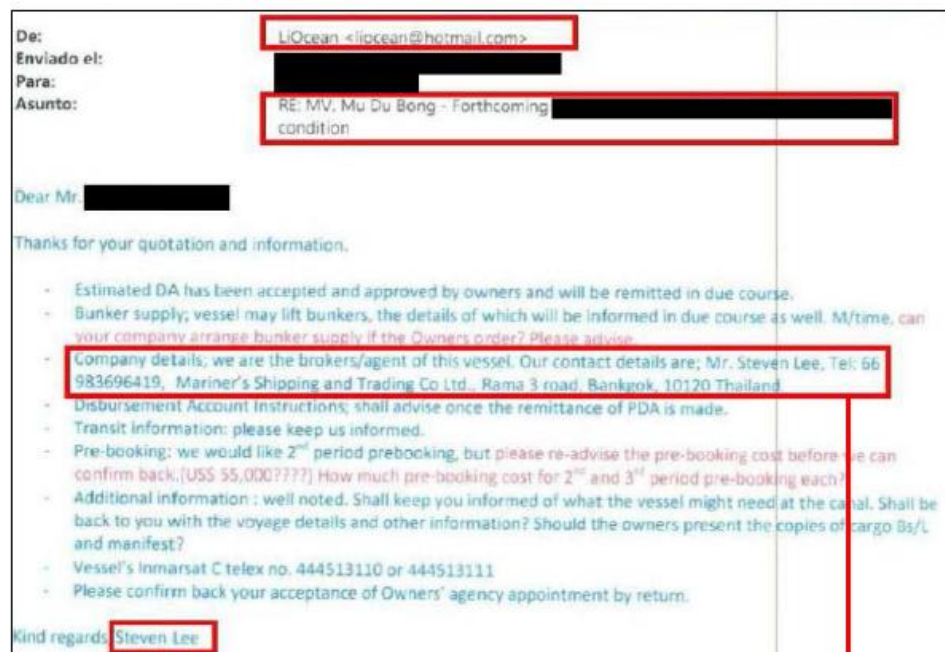 De: LiOcean <liocean@hotmail.com>
Enviado el:
Para:
Asunto: RE: MV. Mu Du Bong - Forthcoming
condition
Dear Mr.
Thanks for your quotation and information.
- Estimated DA has been accepted and approved by owners and will be remitted in due course.
- Bunker supply; vessel may lift bunkers, the details of which will be informed in due course as well. M/time, can
your company arrange bunker supply if the Owners order? Please advise.
- Company details; we are the brokers/agent of this vessel. Our contact details are; Mr. Steven Lee, Tel: 66
983696419, Mariner's Shipping and Trading Co Ltd., Rama 3 road, Bankgok, 10120 Thailand
- Disbursement Account Instructions; shall advise once the remittance of PDA is made.
- Transit Information: please keep us informed.
- Pre-booking: we would like 2nd period prebooking, but please re-advise the pre-booking cost before we can
confirm back.(US$ 55,000????) How much pre-booking cost for 2nd and 3rd period pre-booking each?
- Additional information : well noted. Shall keep you informed of what the vessel might need at the canal. Shall be
back to you with the voyage details and other information? Should the owners present the copies of cargo Bs/L
and manifest?
- Vessel's Inmarsat C telex no. 444513110 or 444513111
- Please confirm back your acceptance of Owners' agency appointment by return.
Kind regards Steven Lee